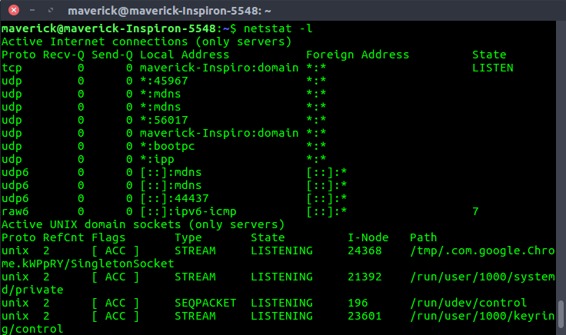 maverick@maverick-Inspiron-5548: ~
maverick@maverick-Inspiron-5548:~$ netstat -l
Active Internet connections (only servers)
Proto Recv-Q Send-Q Local Address           Foreign Address         State
tcp        0      0 maverick-Inspiro:domain *:*                     LISTEN
udp        0      0 *:45967                 *:*
udp        0      0 *:mdns                  *:*
udp        0      0 *:mdns                  *:*
udp        0      0 *:56017                 *:*
udp        0      0 maverick-Inspiro:domain *:*
udp        0      0 *:bootpc                *:*
udp        0      0 *:ipp                   *:*
udp6       0      0 [::]:mdns               [::]:*
udp6       0      0 [::]:mdns               [::]:*
udp6       0      0 [::]:44437              [::]:*
raw6       0      0 [::]:ipv6-icmp          [::]:*                  7
Active UNIX domain sockets (only servers)
Proto RefCnt Flags       Type       State         I-Node   Path
unix  2      [ ACC ]     STREAM     LISTENING     24368    /tmp/.com.google.Chro
me.kWPpRY/SingletonSocket
unix  2      [ ACC ]     STREAM     LISTENING     21392    /run/user/1000/system
d/private
unix  2      [ ACC ]     SEQPACKET  LISTENING     196      /run/udev/control
unix  2      [ ACC ]     STREAM     LISTENING     23601    /run/user/1000/keyrin
g/control